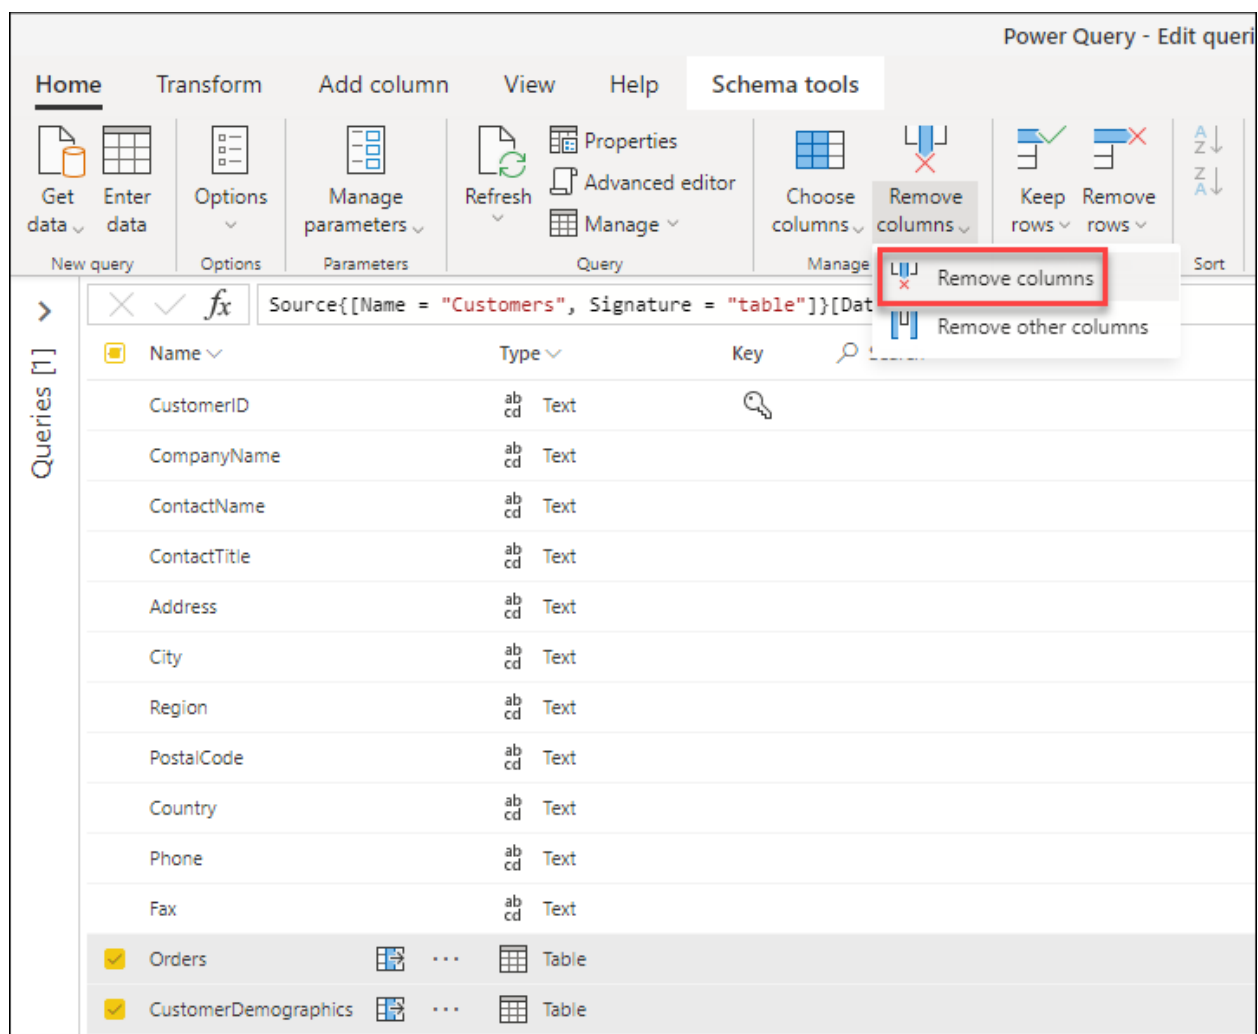 Power Query - Edit queri
Home Transform Add column View Help Schema tools
Get data Enter data Options Manage parameters Refresh Properties Advanced editor Manage Choose columns Remove columns Keep rows Remove rows
New query Options Parameters Query Manage Sort
Remove columns
Remove other columns
fx Source{[Name = "Customers", Signature = "table"]}[Dat
Queries [1]
Name Type Key
CustomerID Text
CompanyName Text
ContactName Text
ContactTitle Text
Address Text
City Text
Region Text
PostalCode Text
Country Text
Phone Text
Fax Text
Orders Table
CustomerDemographics Table